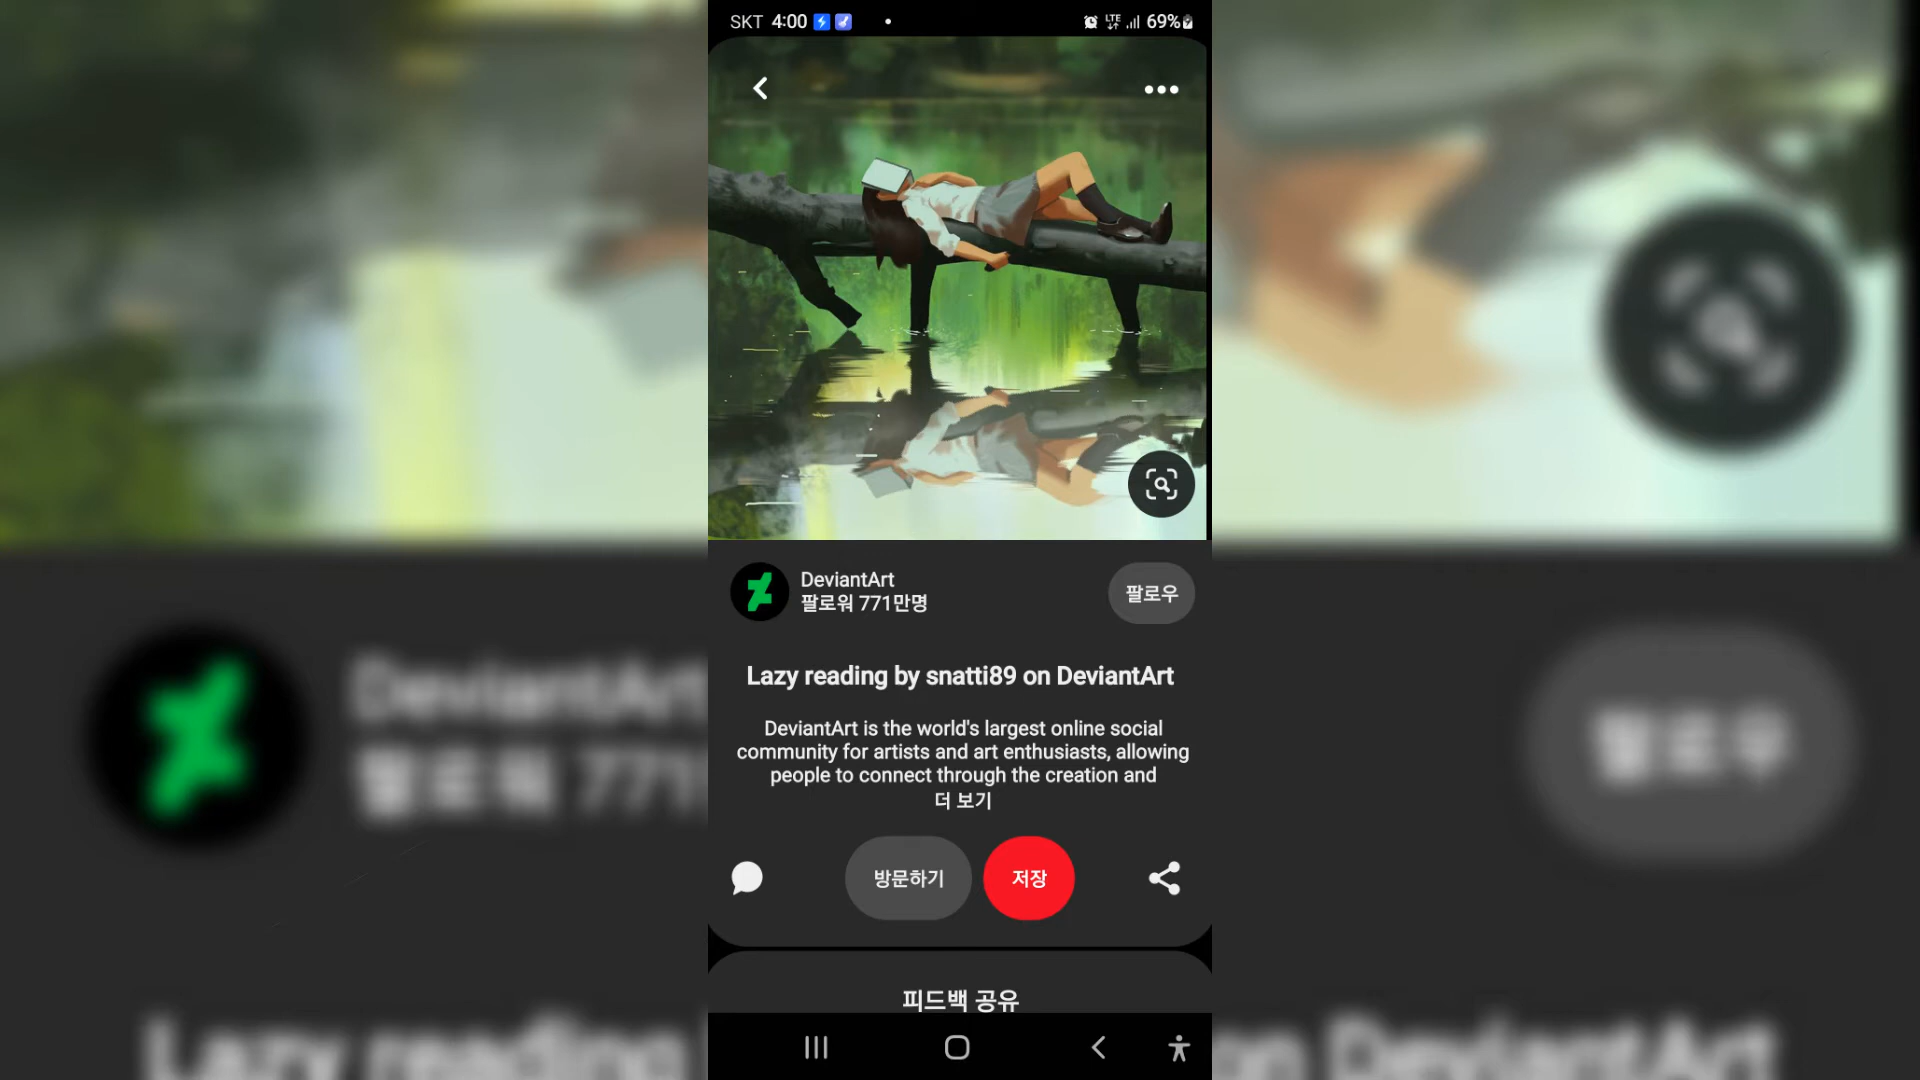 SKT 4:00 LTE 69%
DeviantArt
팔로워 771만명
팔로우
Lazy reading by snatti89 on DeviantArt
DeviantArt is the world's largest online social
community for artists and art enthusiasts, allowing
people to connect through the creation and
더 보기
방문하기
저장
피드백 공유